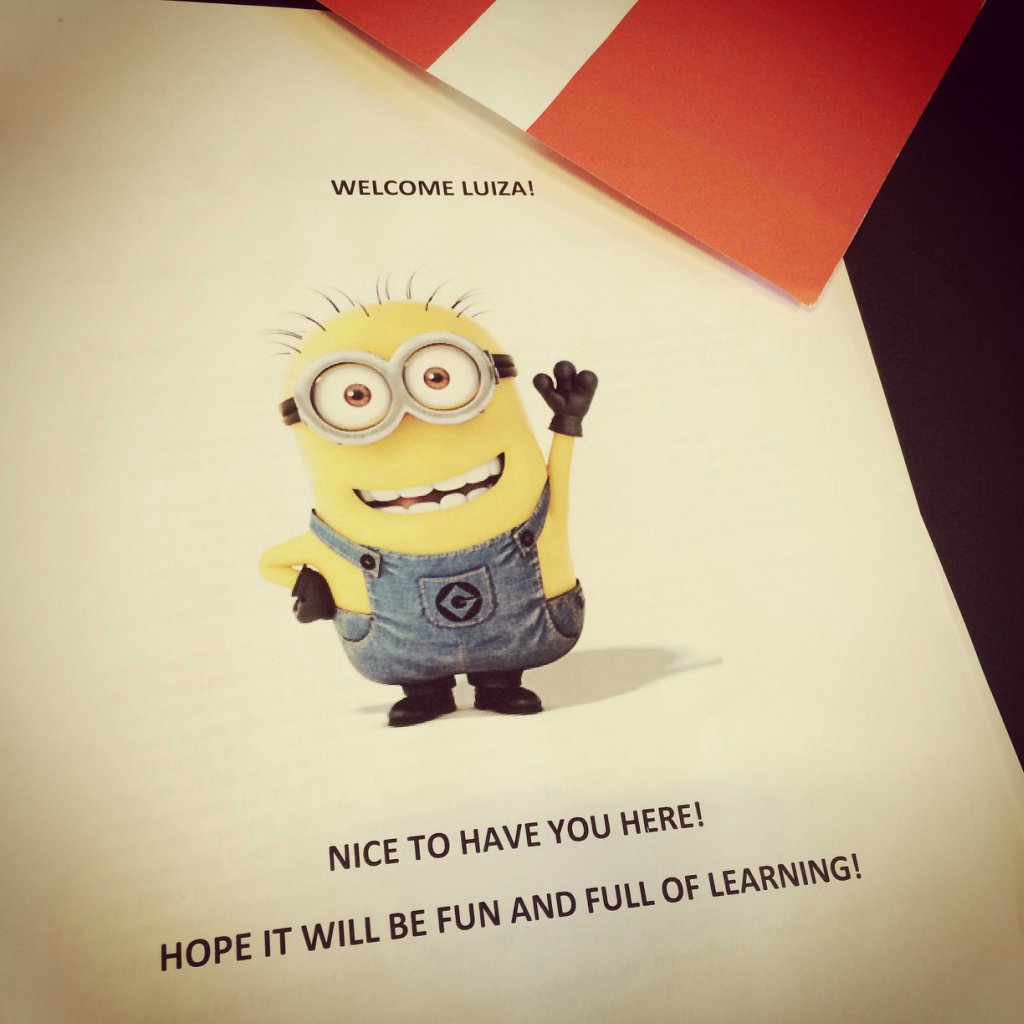 WELCOME LUIZA!
NICE TO HAVE YOU HERE!
HOPE IT WILL BE FUN AND FULL OF LEARNING!